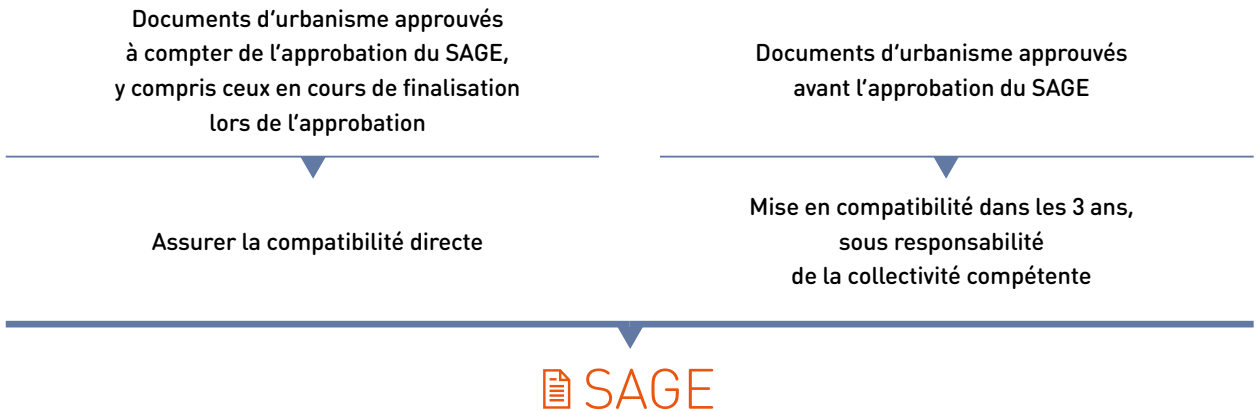 Documents d’urbanisme approuvés
à compter de l’approbation du SAGE,
y compris ceux en cours de finalisation
lors de l’approbation
Assurer la compatibilité directe
Documents d’urbanisme approuvés
avant l’approbation du SAGE
Mise en compatibilité dans les 3 ans,
sous responsabilité
de la collectivité compétente
SAGE